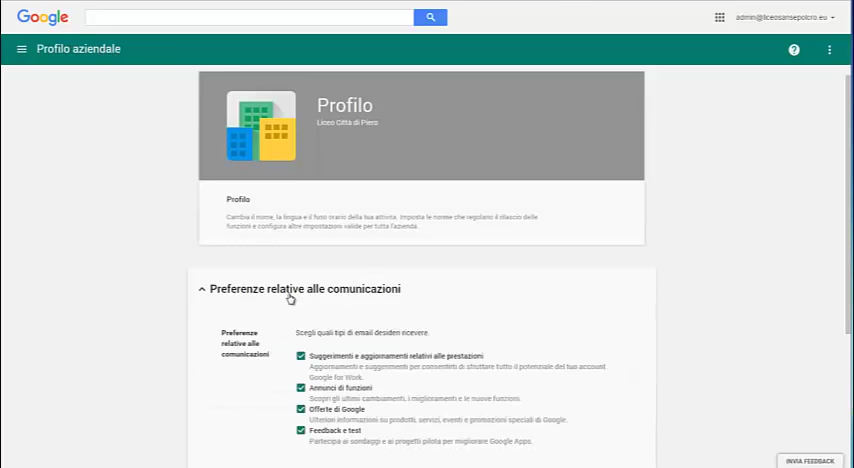 Google
admin@liceosansepolcro.eu
Profilo aziendale
Profilo
Liceo Città di Piero
Profilo
Cambia il nome, la lingua e il fuso orario della tua attività. Imposta le norme che regolano il rilascio delle
funzioni e configura altre impostazioni valide per tutta l'azienda.
Preferenze relative alle comunicazioni
Preferenze
relative alle
comunicazioni
Scegli quali tipi di email desideri ricevere.
Suggerimenti e aggiornamenti relativi alle prestazioni
Aggiornamenti e suggerimenti per consentirti di sfruttare tutto il potenziale del tuo account
Google for Work.
Annunci di funzioni
Scopri gli ultimi cambiamenti, i miglioramenti e le nuove funzioni.
Offerte di Google
Ulteriori informazioni su prodotti, servizi, eventi e promozioni speciali di Google.
Feedback e test
Partecipa ai sondaggi e ai progetti pilota per migliorare Google Apps.
INVIA FEEDBACK